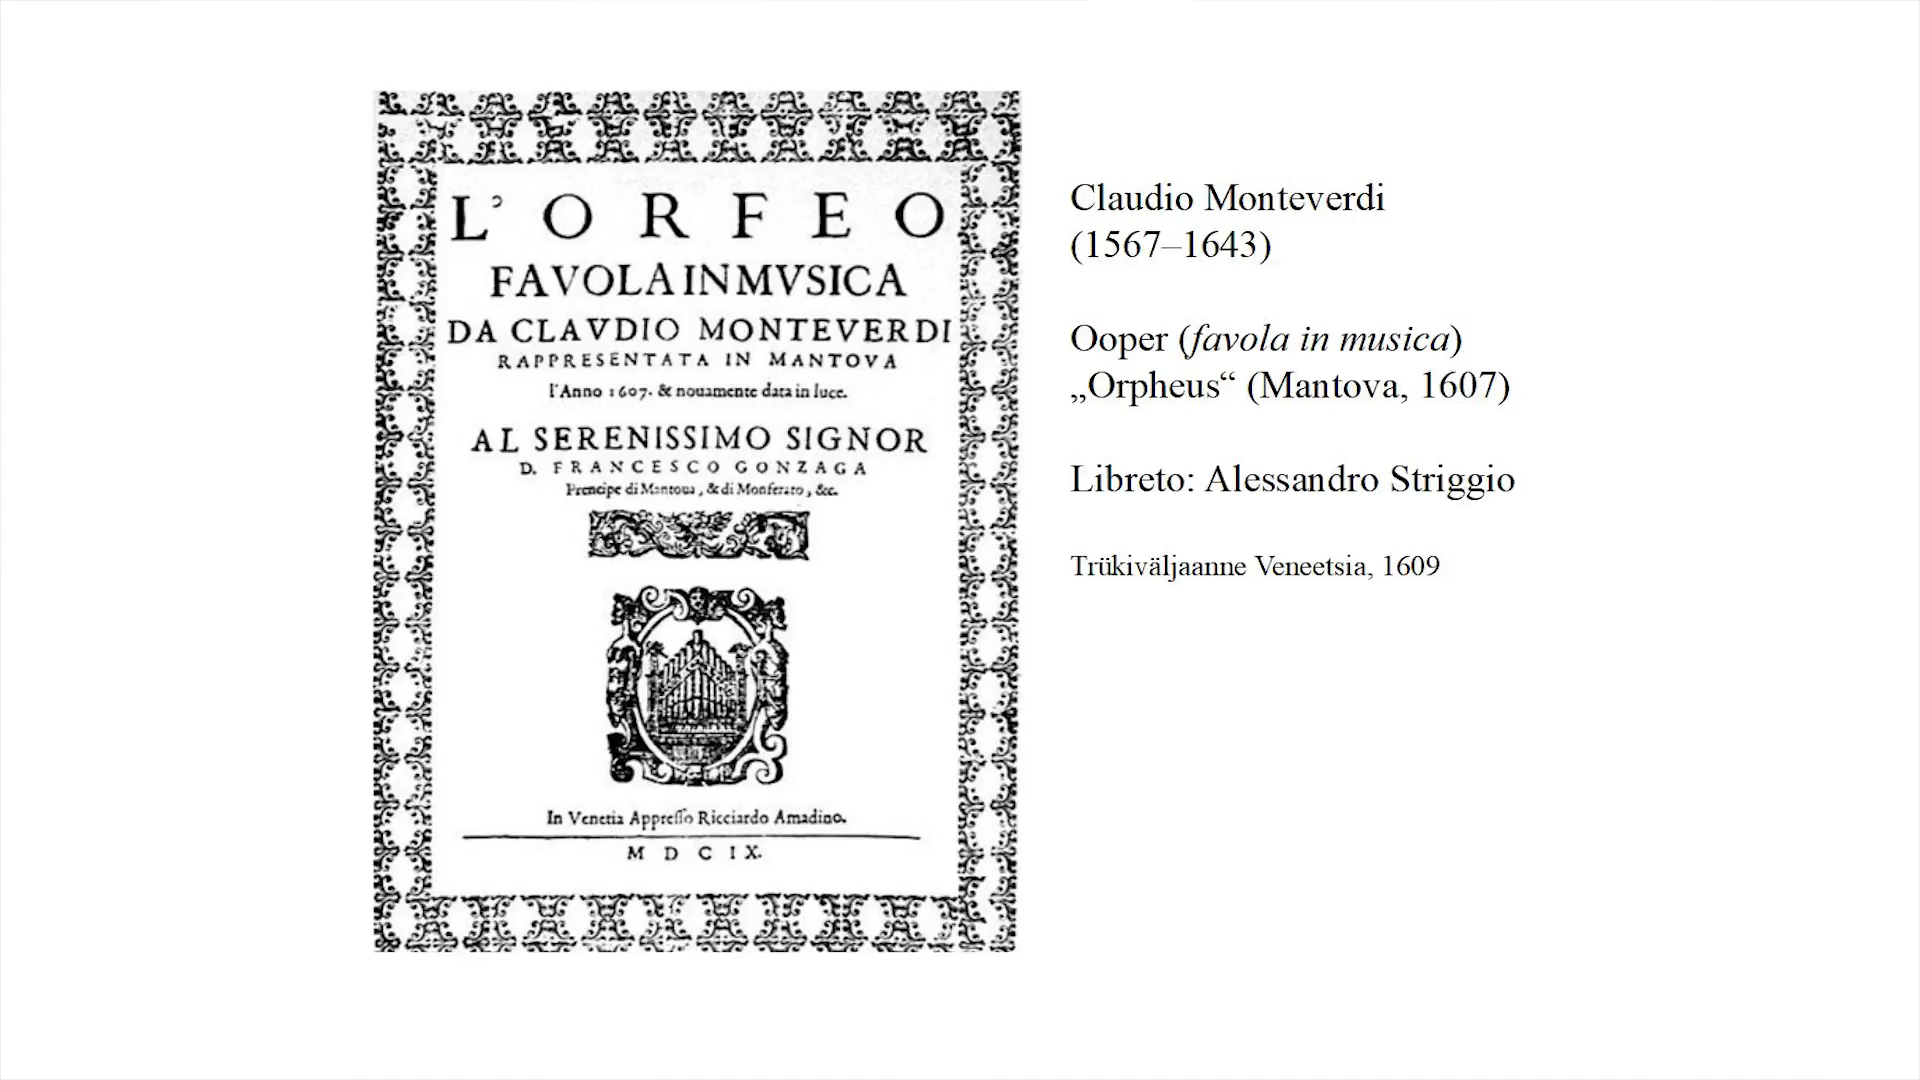 L'ORFEO
FAVOLA IN MVSICA
DA CLAVDIO MONTEVERDI
RAPPRESENTATA IN MANTOVA
l'Anno 1607. & nouamente data in luce.
AL SERENISSIMO SIGNOR
D. FRANCESCO GONZAGA
Prencipe di Mantoua, & di Monferato, &c.
In Venetia Appreſſo Ricciardo Amadino.
M D C IX.
Claudio Monteverdi
(1567–1643)
Ooper (favola in musica)
„Orpheus“ (Mantova, 1607)
Libreto: Alessandro Striggio
Trükiväljaanne Veneetsia, 1609